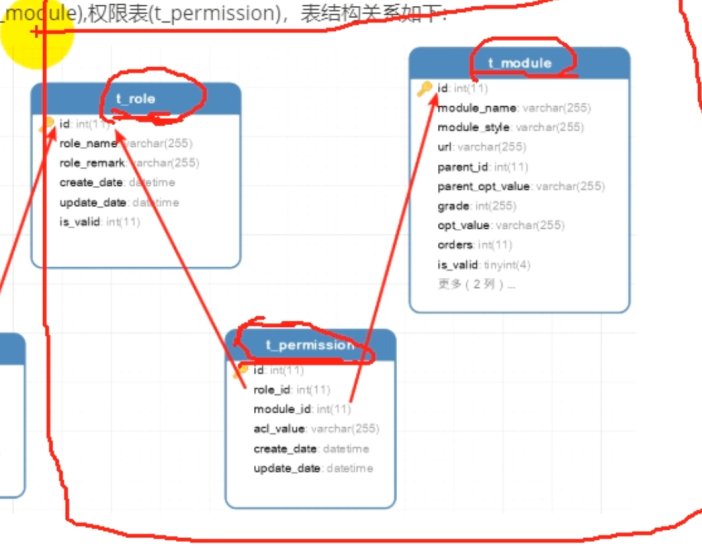 _module),权限表(t_permission)，表结构关系如下:
t_role
id: int(11)
role_name: varchar(255)
role_remark: varchar(255)
create_date: datetime
update_date: datetime
is_valid: int(11)
t_module
id: int(11)
module_name: varchar(255)
module_style: varchar(255)
url: varchar(255)
parent_id: int(11)
parent_opt_value: varchar(255)
grade: int(255)
opt_value: varchar(255)
orders: int(11)
is_valid: tinyint(4)
更多 ( 2 列 ) ...
t_permission
id: int(11)
role_id: int(11)
module_id: int(11)
acl_value: varchar(255)
create_date: datetime
update_date: datetime